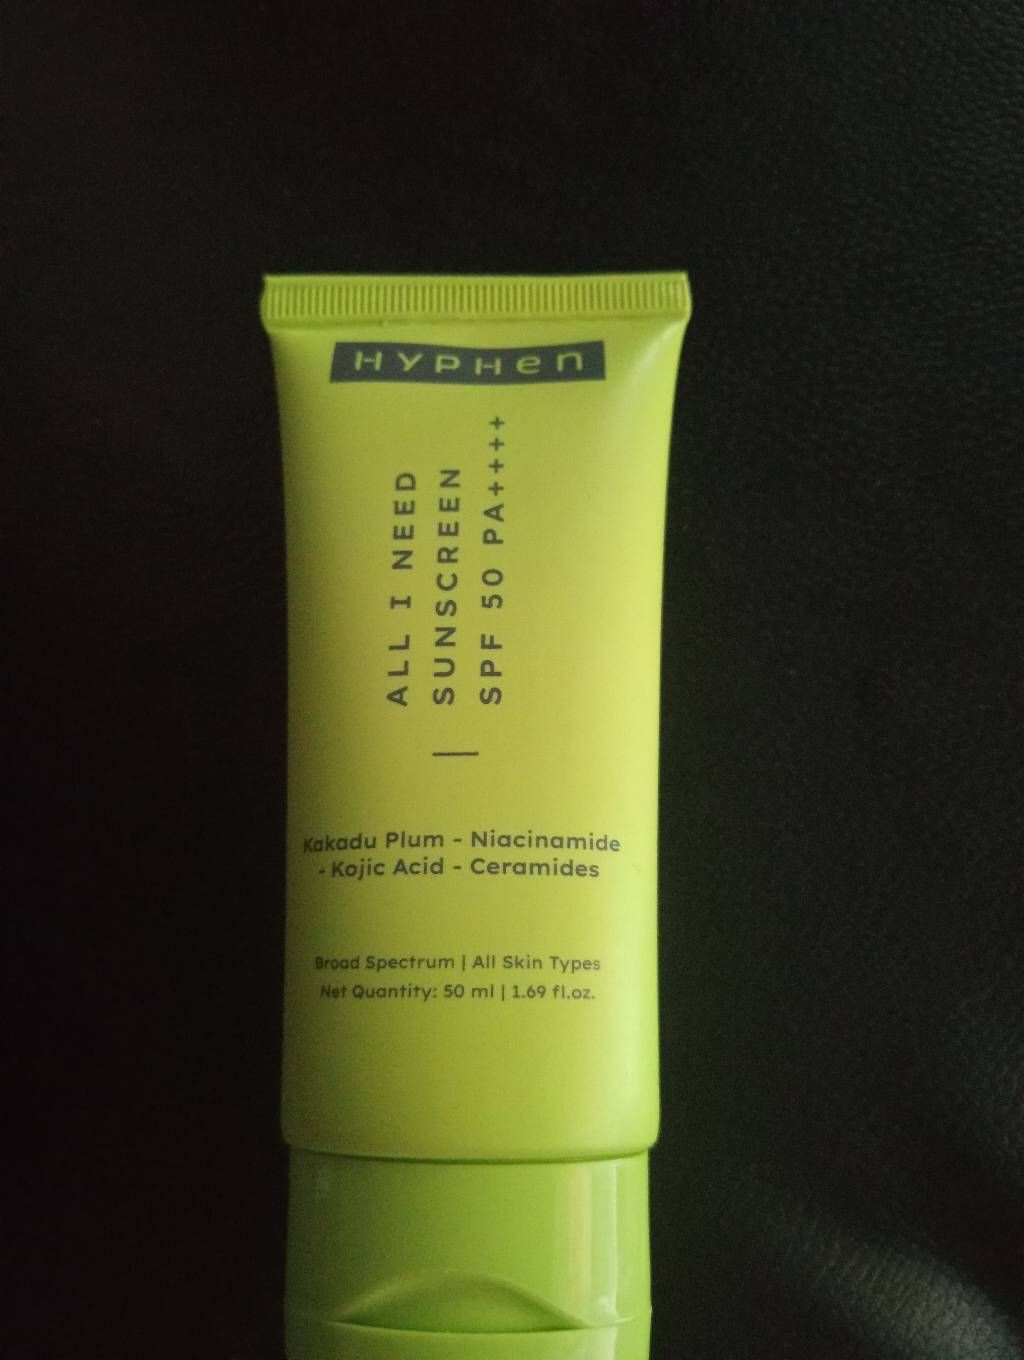 HYPHen
ALL I NEED
SUNSCREEN
SPF 50 PA++++
Kakadu Plum - Niacinamide
- Kojic Acid - Ceramides
Broad Spectrum | All Skin Types
Net Quantity: 50 ml | 1.69 fl.oz.